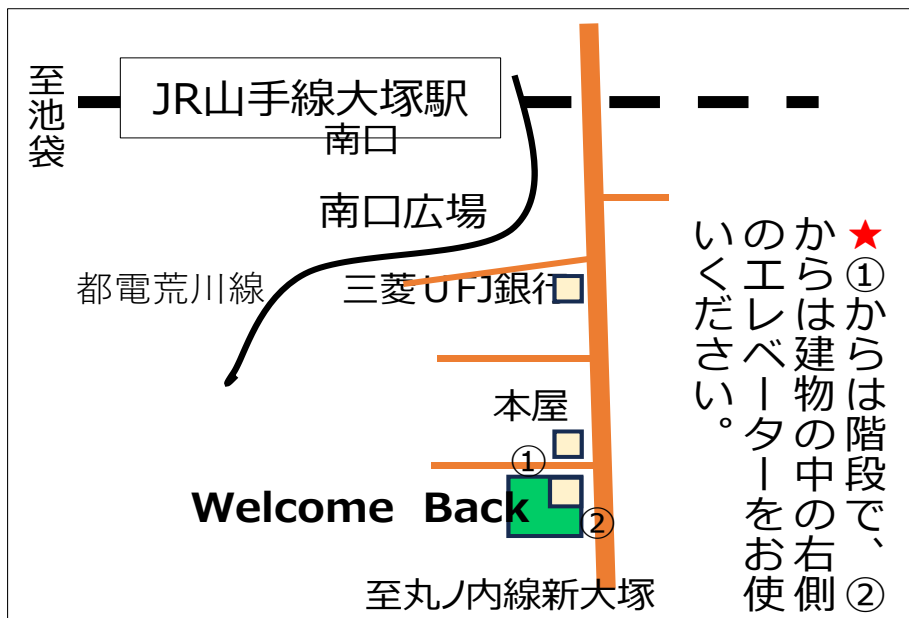 至池袋
JR山手線大塚駅
南口
南口広場
都電荒川線
三菱UFJ銀行
本屋
①
Welcome Back
②
至丸ノ内線新大塚
★①からは階段で、②
からは建物の中の右側
のエレベーターをお使
いください。